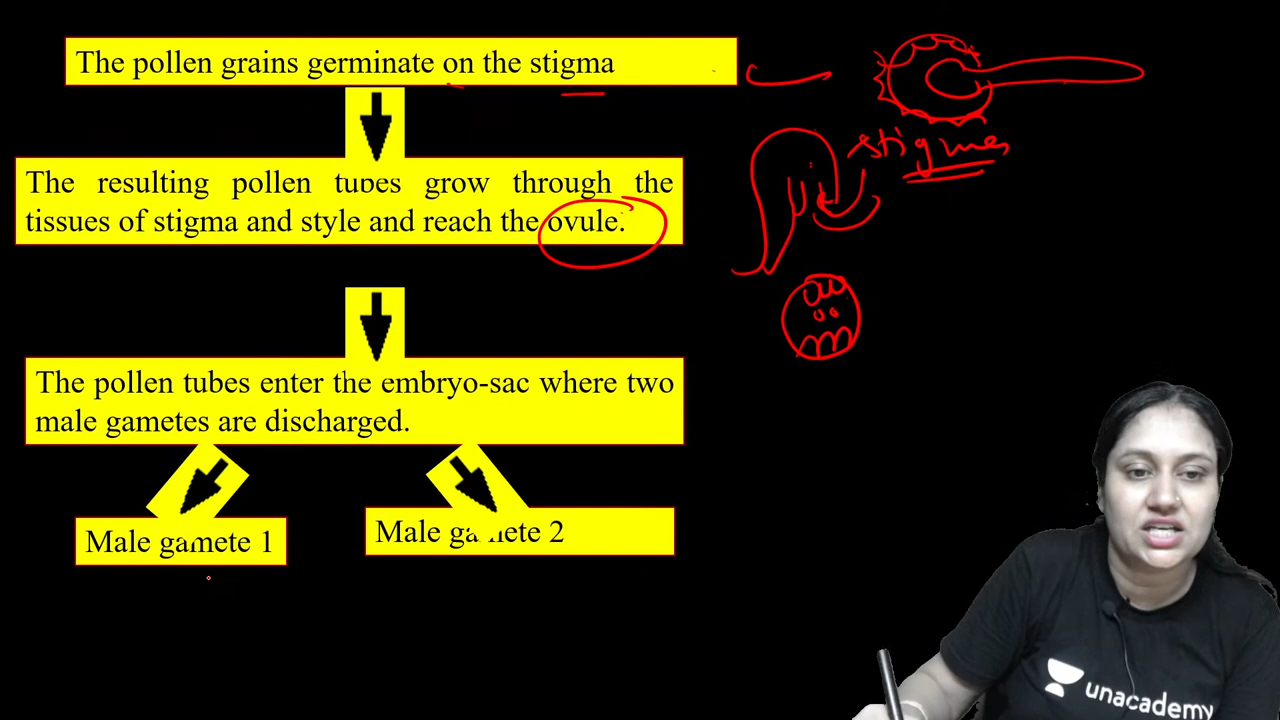 The pollen grains germinate on the stigma
stigma
The resulting pollen tubes grow through the
tissues of stigma and style and reach the ovule.
The pollen tubes enter the embryo-sac where two
male gametes are discharged.
Male gamete 1
Male gamete 2
unacademy